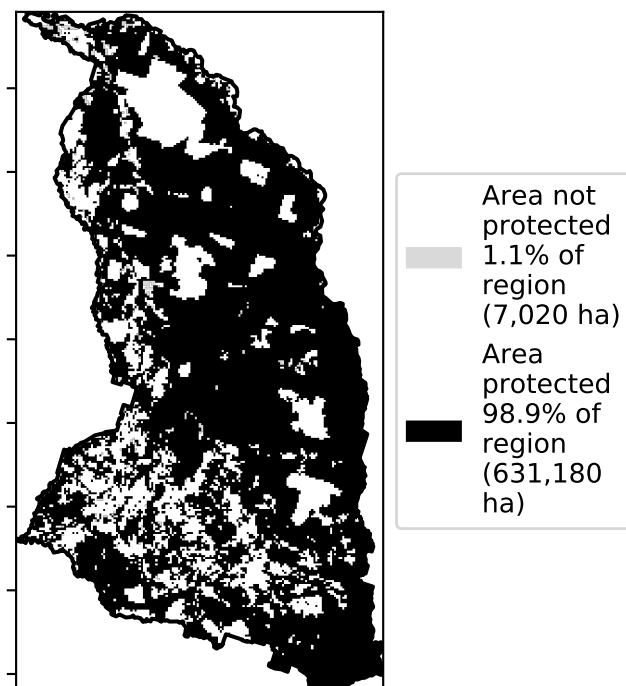 Area not
protected
1.1% of
region
(7,020 ha)
Area
protected
98.9% of
region
(631,180
ha)